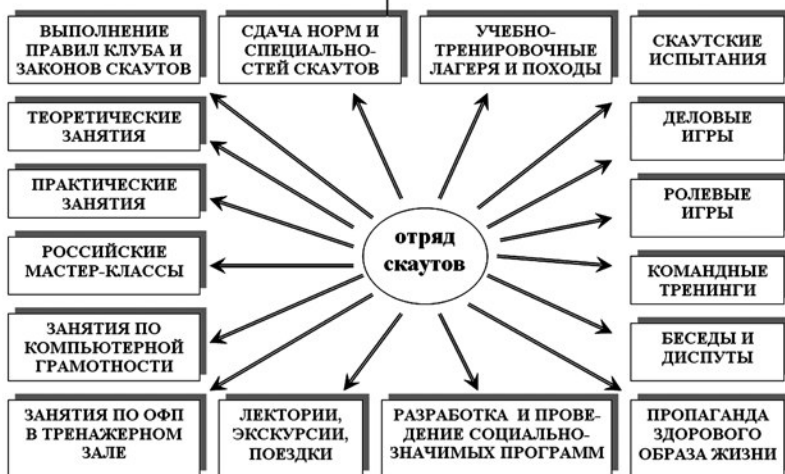 ВЫПОЛНЕНИЕ
ПРАВИЛ КЛУБА И
ЗАКОНОВ СКАУТОВ
СДАЧА НОРМ И
СПЕЦИАЛЬНО-
СТЕЙ СКАУТОВ
УЧЕБНО-
ТРЕНИРОВОЧНЫЕ
ЛАГЕРЯ И ПОХОДЫ
СКАУТСКИЕ
ИСПЫТАНИЯ
ТЕОРЕТИЧЕСКИЕ
ЗАНЯТИЯ
ДЕЛОВЫЕ
ИГРЫ
ПРАКТИЧЕСКИЕ
ЗАНЯТИЯ
РОЛЕВЫЕ
ИГРЫ
отряд
скаутов
РОССИЙСКИЕ
МАСТЕР-КЛАССЫ
КОМАНДНЫЕ
ТРЕНИНГИ
ЗАНЯТИЯ ПО
КОМПЬЮТЕРНОЙ
ГРАМОТНОСТИ
БЕСЕДЫ И
ДИСПУТЫ
ЗАНЯТИЯ ПО ОФП
В ТРЕНАЖЕРНОМ
ЗАЛЕ
ЛЕКТОРИИ,
ЭКСКУРСИИ,
ПОЕЗДКИ
РАЗРАБОТКА И ПРОВЕ-
ДЕНИЕ СОЦИАЛЬНО-
ЗНАЧИМЫХ ПРОГРАММ
ПРОПАГАНДА
ЗДОРОВОГО
ОБРАЗА ЖИЗНИ